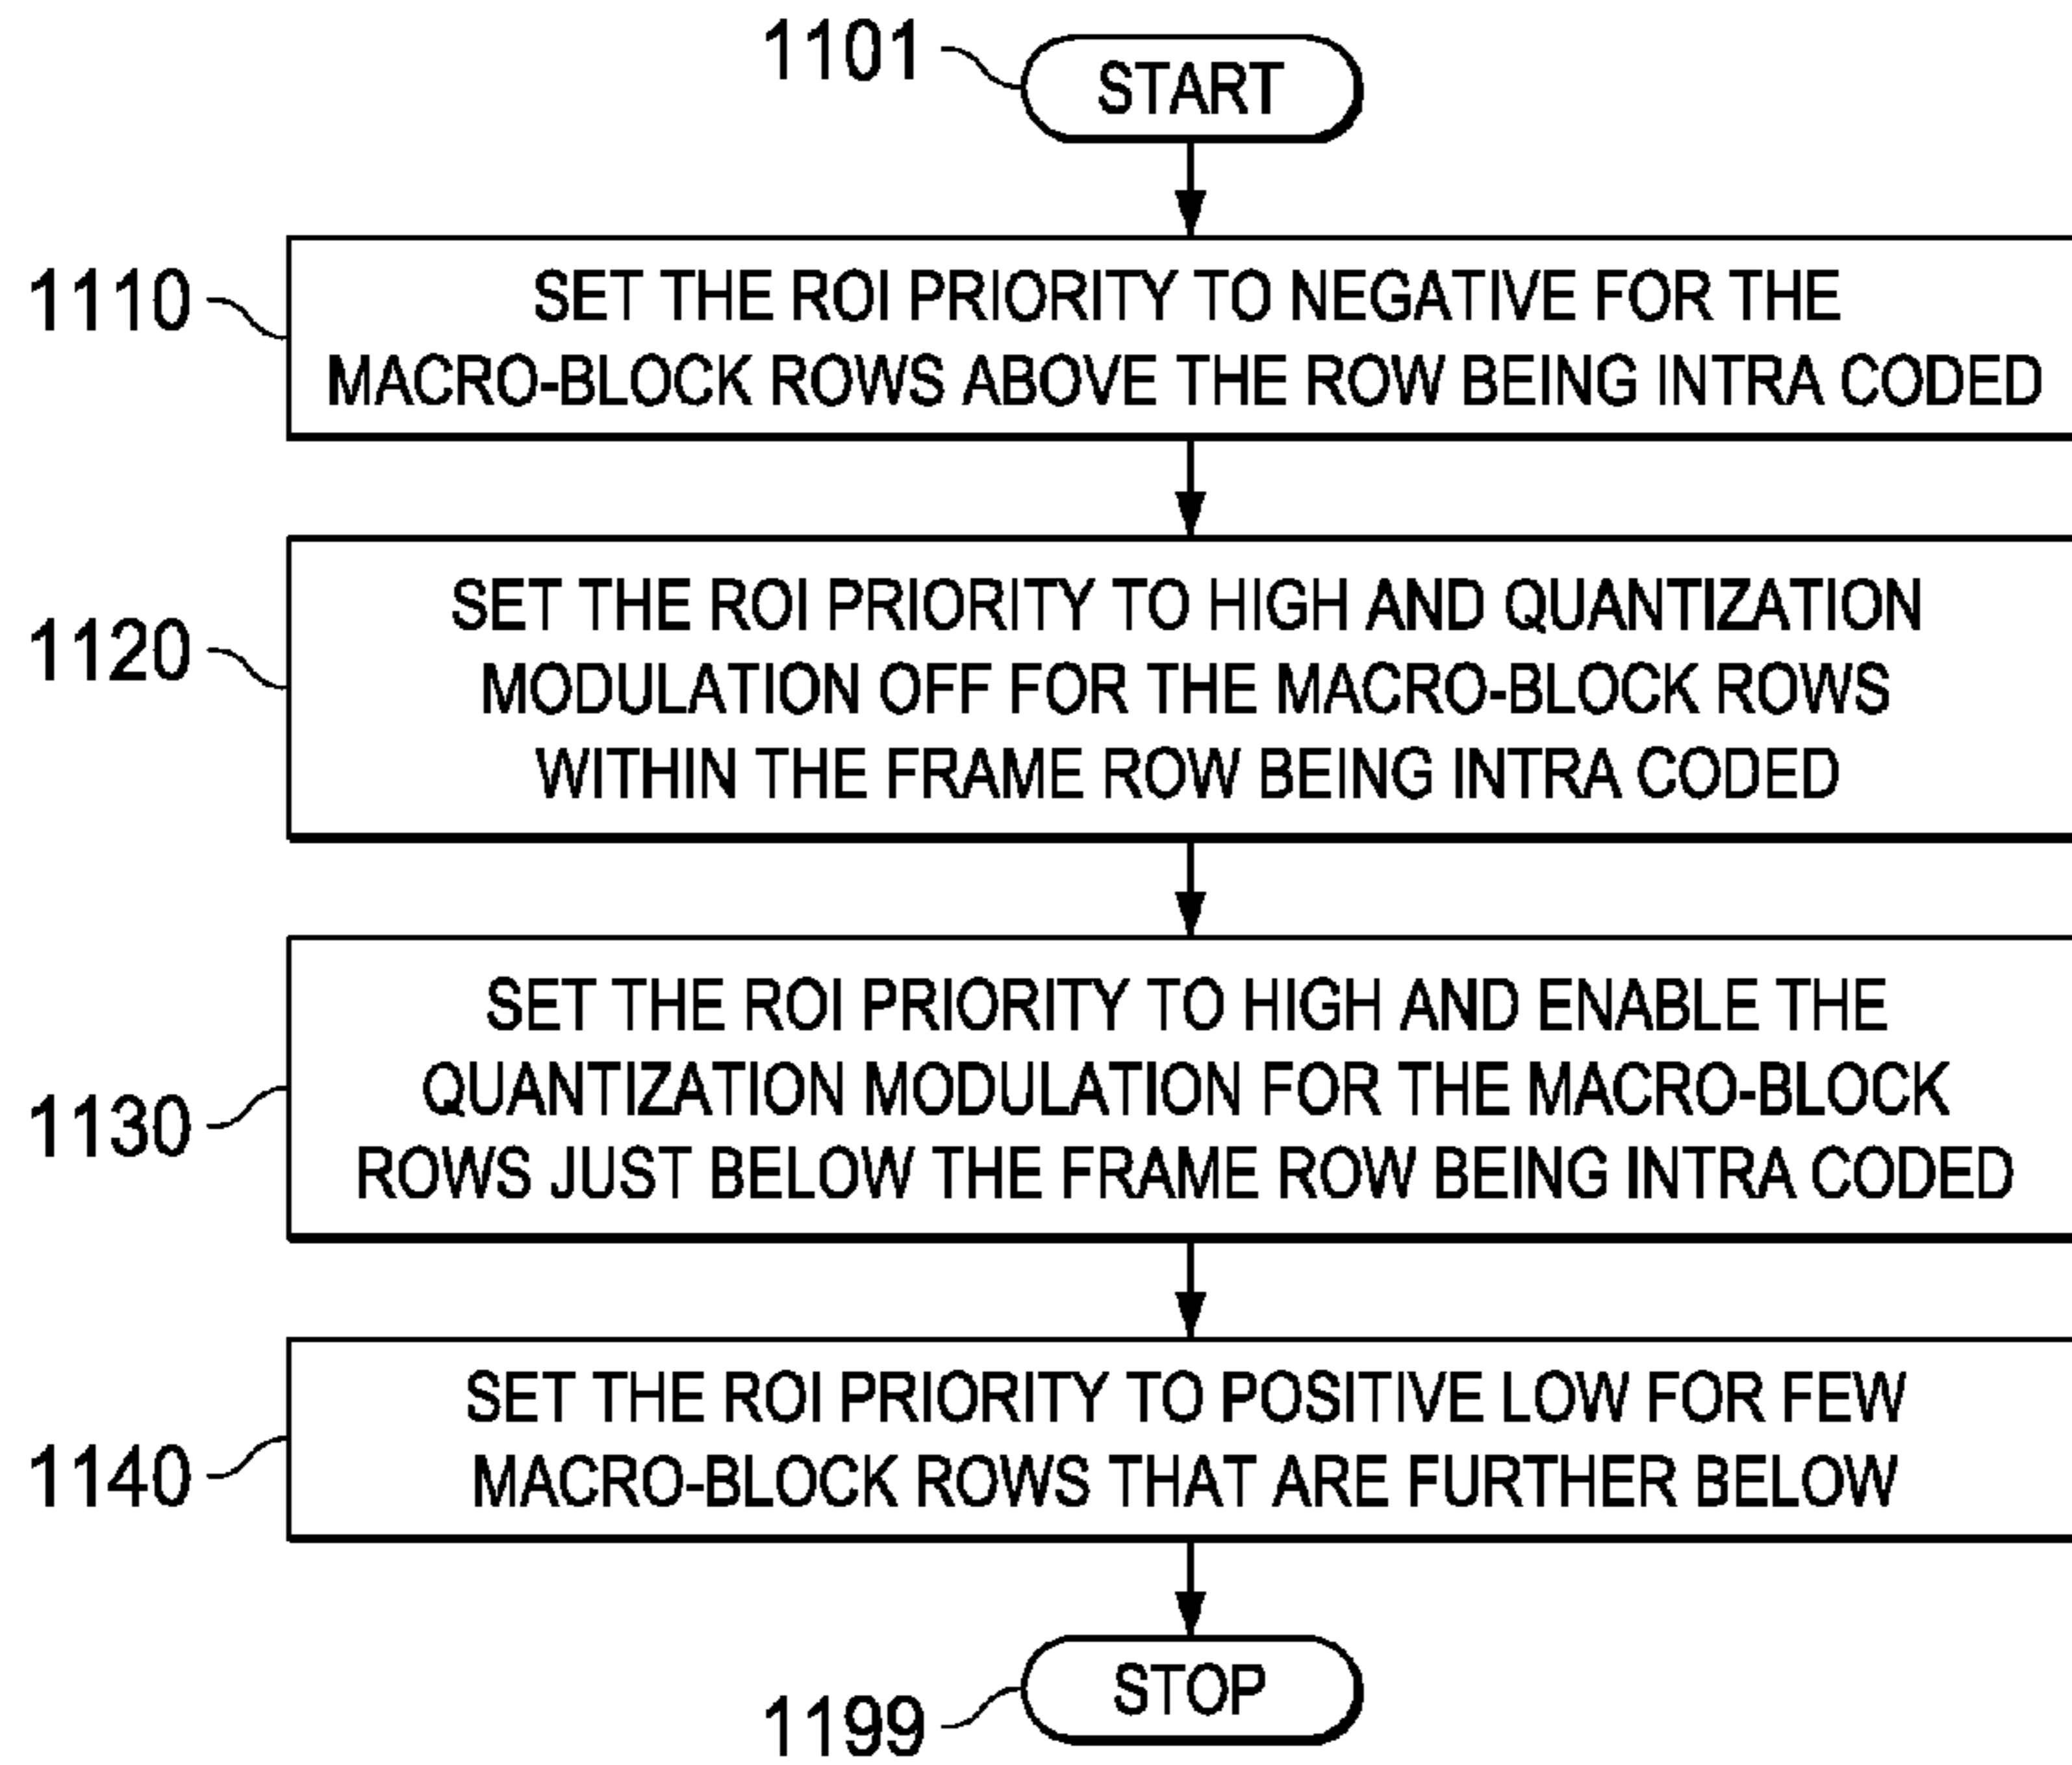 1101
START
1110
SET THE ROI PRIORITY TO NEGATIVE FOR THE
MACRO-BLOCK ROWS ABOVE THE ROW BEING INTRA CODED
1120
SET THE ROI PRIORITY TO HIGH AND QUANTIZATION
MODULATION OFF FOR THE MACRO-BLOCK ROWS
WITHIN THE FRAME ROW BEING INTRA CODED
1130
SET THE ROI PRIORITY TO HIGH AND ENABLE THE
QUANTIZATION MODULATION FOR THE MACRO-BLOCK
ROWS JUST BELOW THE FRAME ROW BEING INTRA CODED
1140
SET THE ROI PRIORITY TO POSITIVE LOW FOR FEW
MACRO-BLOCK ROWS THAT ARE FURTHER BELOW
STOP
1199